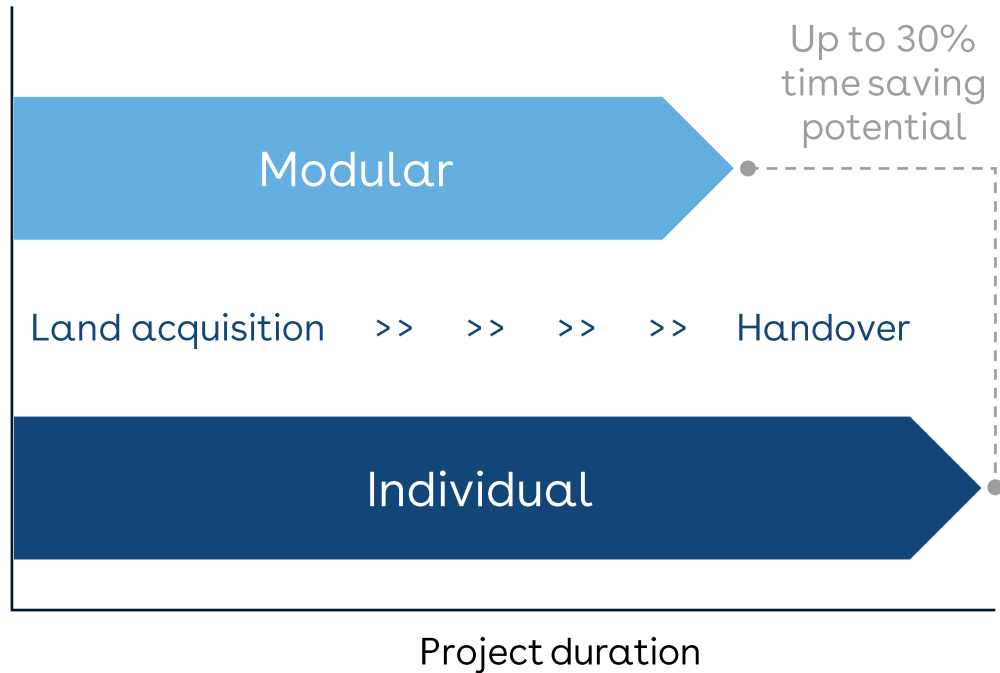 Up to 30%
time saving
potential
Modular
Land acquisition >> >> >> >> Handover
Individual
Project duration